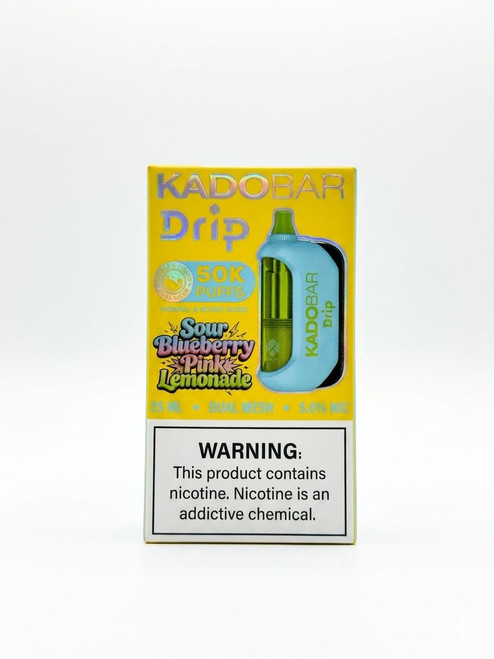 KADOBAR
Drip
50K
PUFFS
Sour
Blueberry
Pink
Lemonade
KADOBAR
Drip
DUAL MESH • 5.0% NIC
WARNING:
This product contains
nicotine. Nicotine is an
addictive chemical.